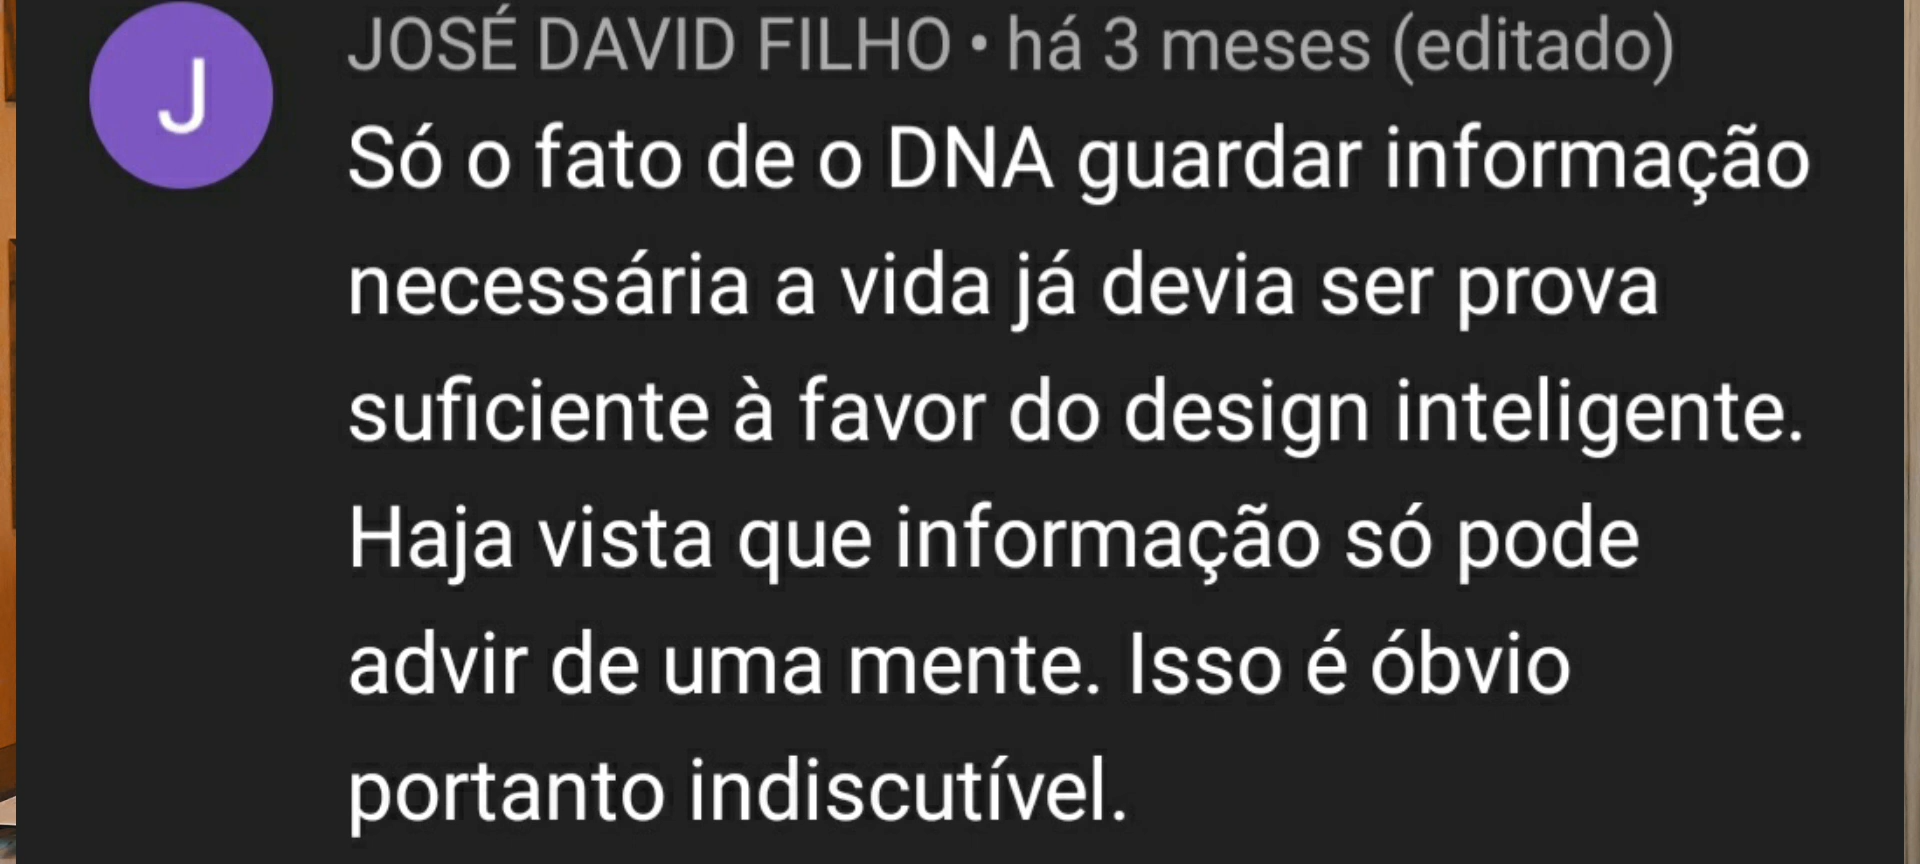 J
JOSÉ DAVID FILHO • há 3 meses (editado)
Só o fato de o DNA guardar informação
necessária a vida já devia ser prova
suficiente à favor do design inteligente.
Haja vista que informação só pode
advir de uma mente. Isso é óbvio
portanto indiscutível.